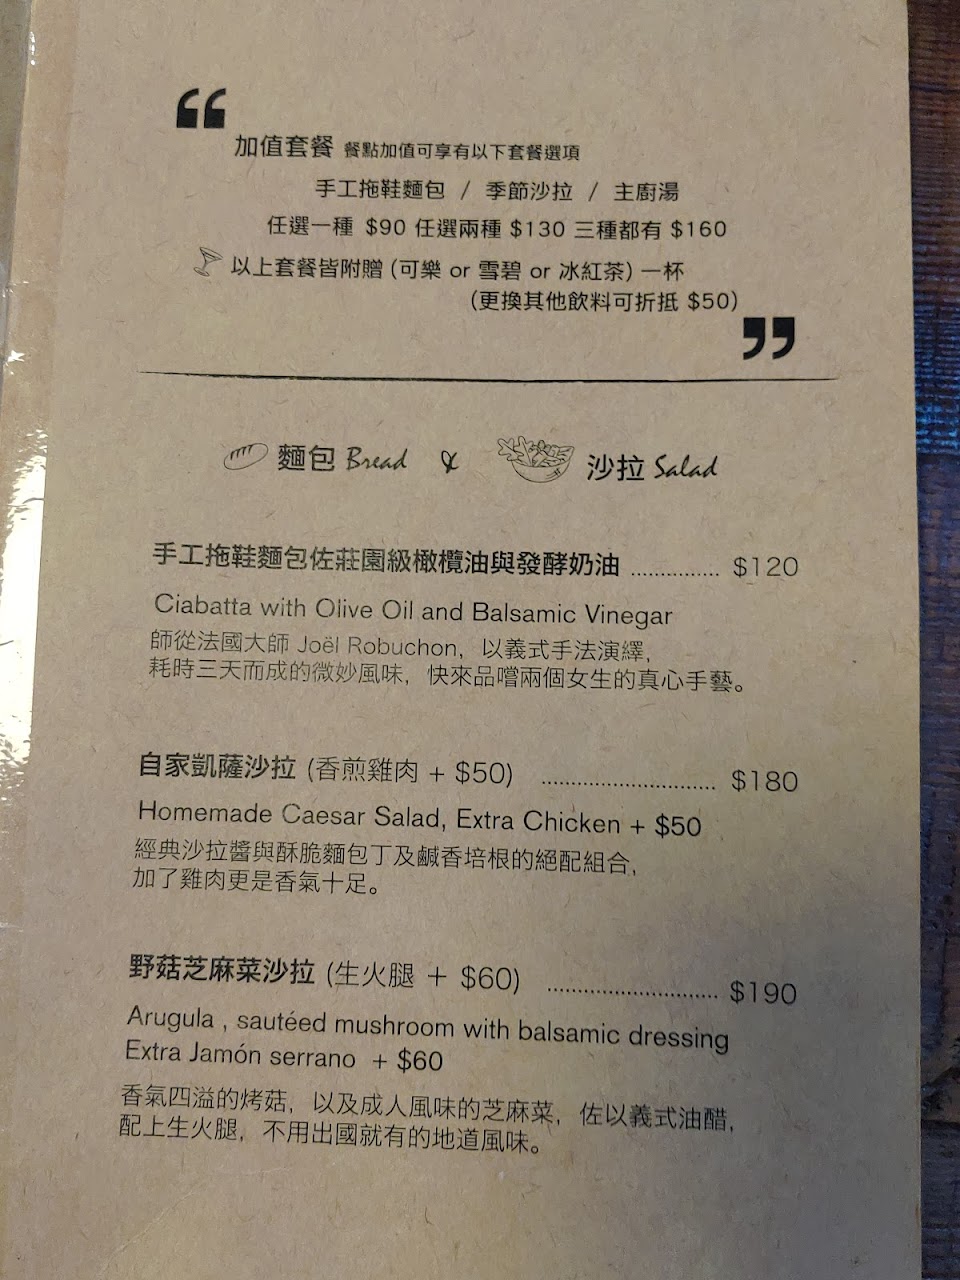 “
加值套餐 餐點加值可享有以下套餐選項
手工拖鞋麵包 / 季節沙拉 / 主廚湯
任選一種 $90 任選兩種 $130 三種都有 $160
以上套餐皆附贈 (可樂 or 雪碧 or 冰紅茶) 一杯
(更換其他飲料可折抵 $50)
”
麵包 Bread & 沙拉 Salad
手工拖鞋麵包佐莊園級橄欖油與發酵奶油 ............... $120
Ciabatta with Olive Oil and Balsamic Vinegar
師從法國大師 Joël Robuchon, 以義式手法演繹,
耗時三天而成的微妙風味, 快來品嚐兩個女生的真心手藝。
自家凱薩沙拉 (香煎雞肉 + $50) ............................. $180
Homemade Caesar Salad, Extra Chicken + $50
經典沙拉醬與酥脆麵包丁及鹹香培根的絕配組合,
加了雞肉更是香氣十足。
野菇芝麻菜沙拉 (生火腿 + $60) ............................. $190
Arugula , sautéed mushroom with balsamic dressing
Extra Jamón serrano + $60
香氣四溢的烤菇, 以及成人風味的芝麻菜, 佐以義式油醋,
配上生火腿, 不用出國就有的地道風味。